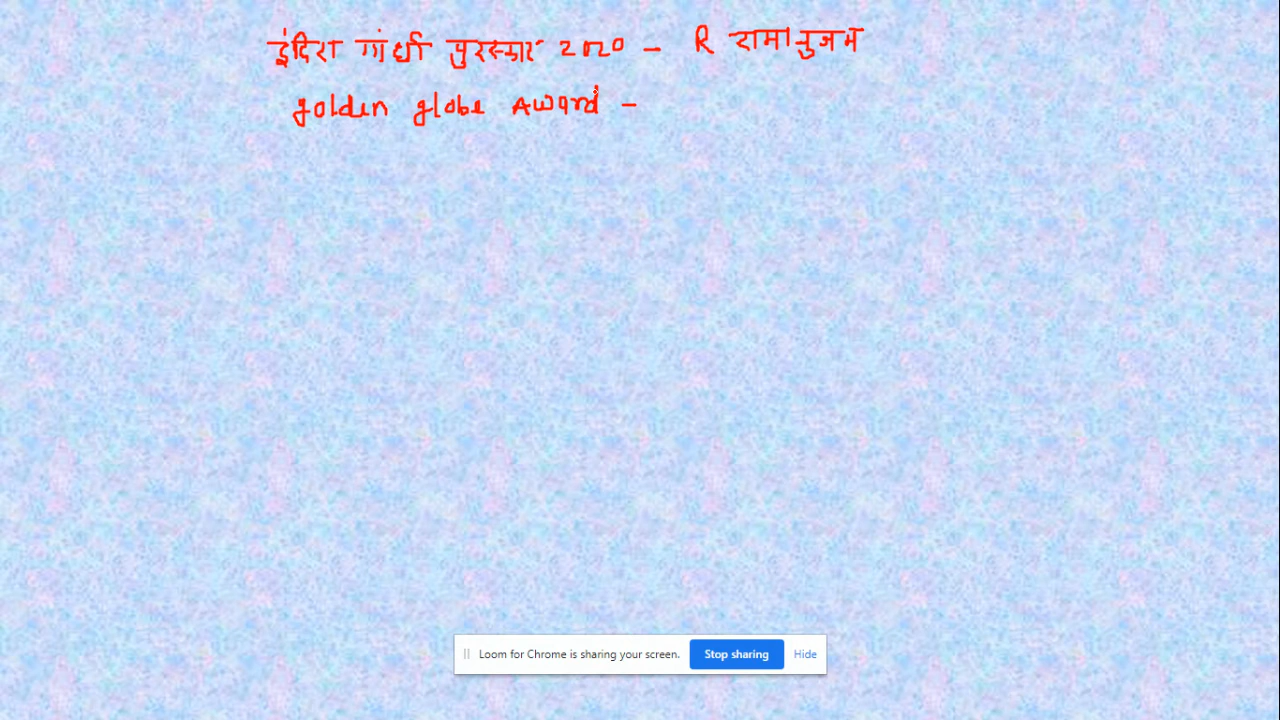 इंदिरा गांधी पुरस्कार 2020 - R रामानुजम
golden globe Award -
Loom for Chrome is sharing your screen. Stop sharing Hide